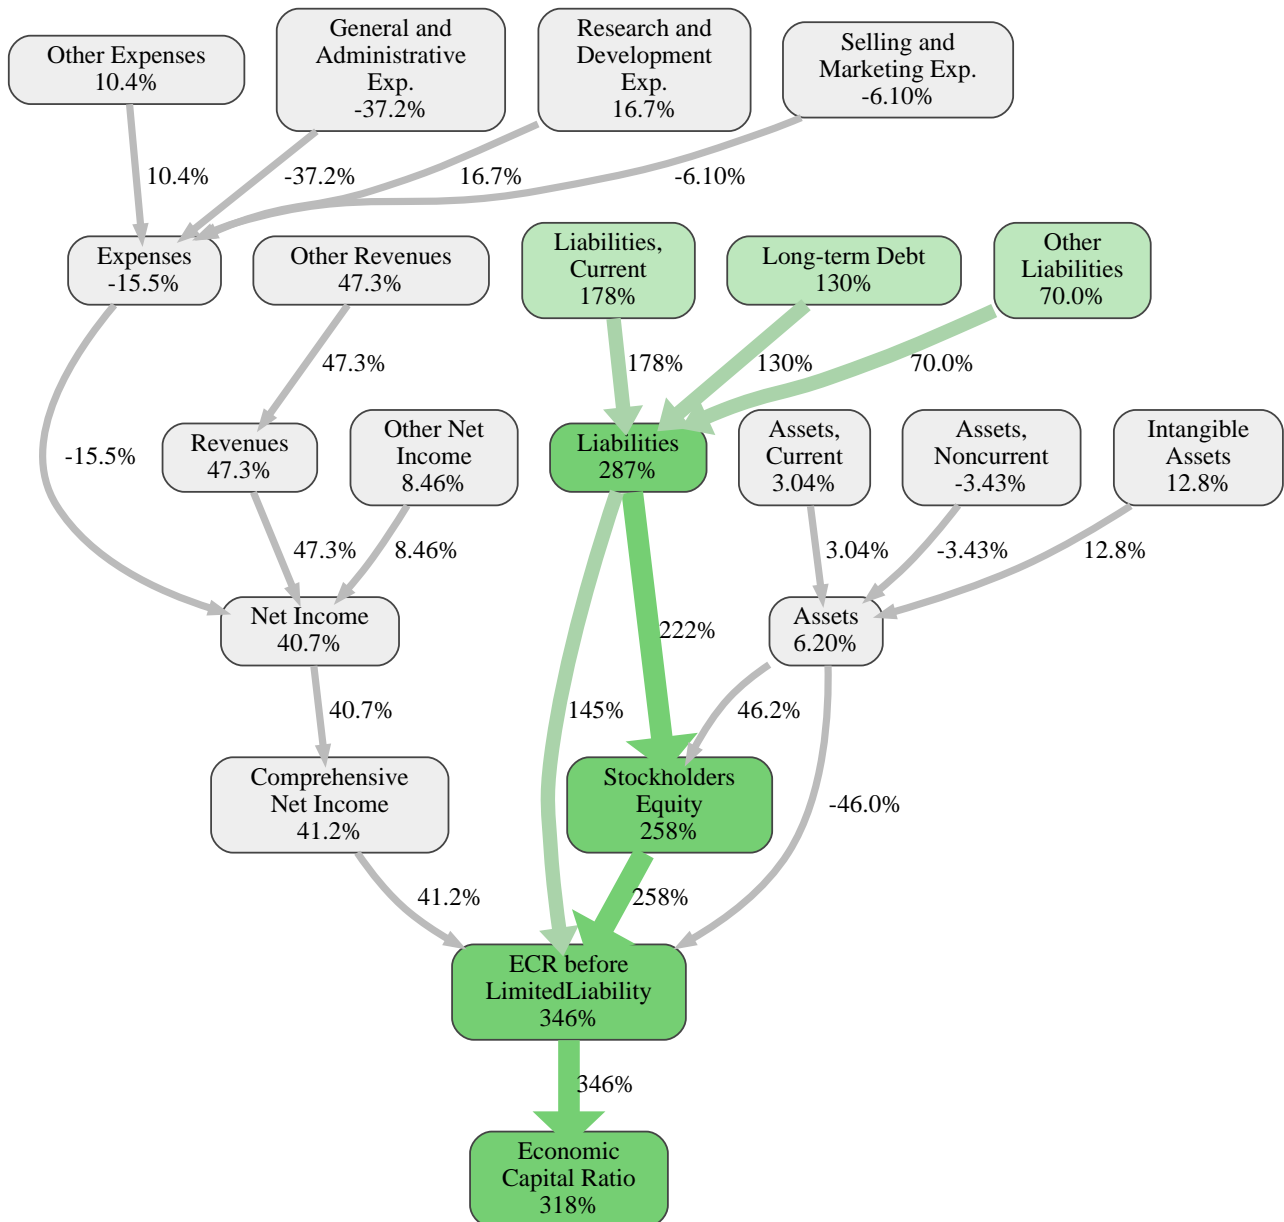 Other Expenses
10.4%
General and
Administrative
Exp.
-37.2%
Research and
Development
Exp.
16.7%
Selling and
Marketing Exp.
-6.10%
10.4%
-37.2%
16.7%
-6.10%
Expenses
-15.5%
Other Revenues
47.3%
Liabilities,
Current
178%
Long-term Debt
130%
Other
Liabilities
70.0%
47.3%
178%
130%
70.0%
-15.5%
Revenues
47.3%
Other Net
Income
8.46%
Liabilities
287%
Assets,
Current
3.04%
Assets,
Noncurrent
-3.43%
Intangible
Assets
12.8%
47.3%
8.46%
3.04%
-3.43%
12.8%
Net Income
40.7%
222%
Assets
6.20%
40.7%
145%
46.2%
Comprehensive
Net Income
41.2%
Stockholders
Equity
258%
-46.0%
41.2%
258%
ECR before
LimitedLiability
346%
346%
Economic
Capital Ratio
318%